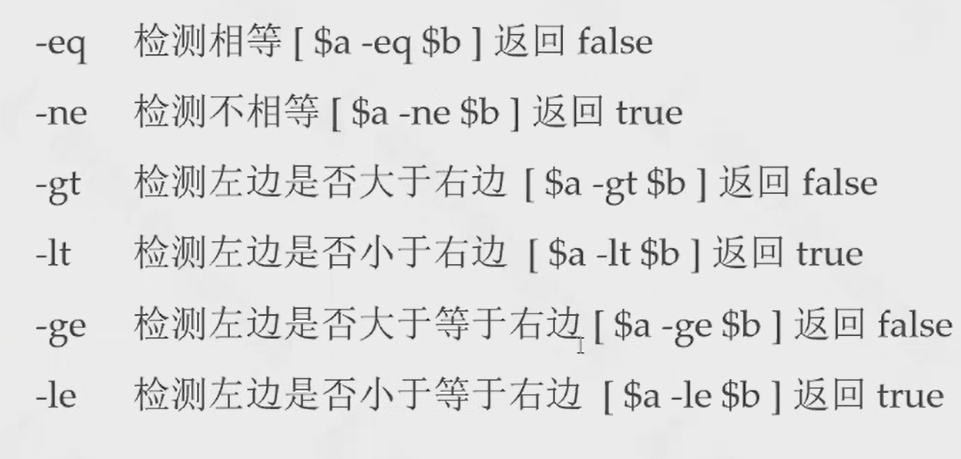 -eq 检测相等 [ $a -eq $b ] 返回 false
-ne 检测不相等 [ $a -ne $b ] 返回 true
-gt 检测左边是否大于右边 [ $a -gt $b ] 返回 false
-lt 检测左边是否小于右边 [ $a -lt $b ] 返回 true
-ge 检测左边是否大于等于右边 [ $a -ge $b ] 返回 false
-le 检测左边是否小于等于右边 [ $a -le $b ] 返回 true